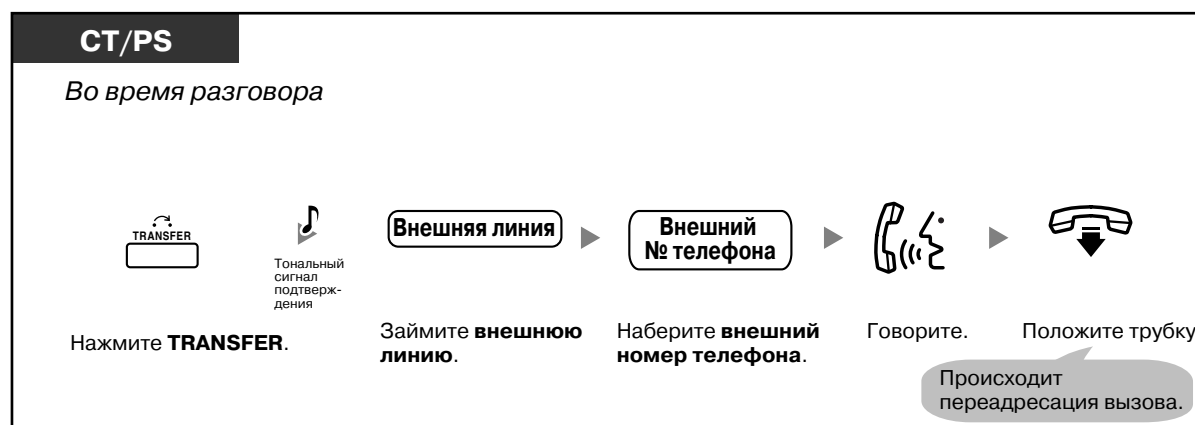 CT/PS
Во время разговора
TRANSFER
Тональный
сигнал
подтверж-
дения
Внешняя линия
Внешний
№ телефона
Нажмите TRANSFER.
Займите внешнюю
линию.
Наберите внешний
номер телефона.
Говорите.
Положите трубку
Происходит
переадресация вызова.